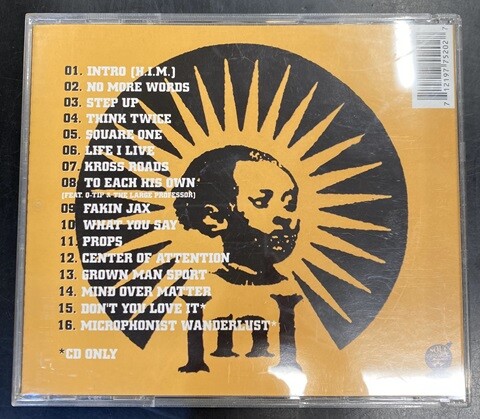 01. INTRO (H.I.M.)
02. NO MORE WORDS
03. STEP UP
04. THINK TWICE
05. SQUARE ONE
06. LIFE I LIVE
07. KROSS ROADS
08. TO EACH HIS OWN
(FEAT. Q-TIP & THE LARGE PROFESSOR)
09. FAKIN JAX
10. WHAT YOU SAY
11. PROPS
12. CENTER OF ATTENTION
13. GROWN MAN SPORT
14. MIND OVER MATTER
15. DON'T YOU LOVE IT*
16. MICROPHONIST WANDERLUST*
*CD ONLY
7 12197 75202